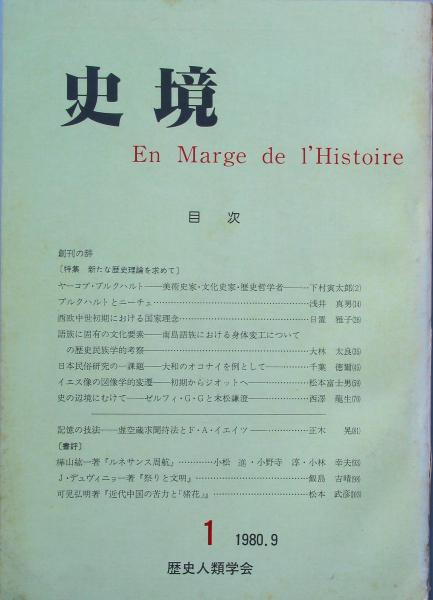 史境
En Marge de l'Histoire
目次
創刊の辞
〔特集 新たな歴史理論を求めて〕
ヤーコプ・ブルクハルト――美術史家・文化史家・歴史哲学者――下村寅太郎(2)
ブルクハルトとニーチェ……………………浅井 真男(14)
西欧中世初期における国家理念……………………日置 雅子(28)
語族に固有の文化要素――南島語族における身体変工について
の歴史民族学的考察……………………大林 太良(35)
日本民俗研究の一課題――大和のオコナイを例として……………千葉 徳爾(45)
イエス像の図像学的変遷――初期からジオットへ――松本富士男(58)
史の辺境にむけて――ゼルフィ・G・Gと末松謙澄――西澤 龍生(70)
記憶の技法――虚空蔵求聞持法とF・A・イエイツ――正木 晃(81)
〔書評〕
樺山紘一著『ルネサンス周航』…………小松 進・小野寺 淳・小林 幸夫(93)
J・デュヴィニョー著『祭りと文明』……………………飯島 吉晴(98)
可児弘明著『近代中国の苦力と「豬花」』……………………松本 武彦(103)
1 1980.9
歴史人類学会